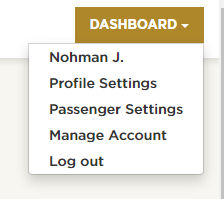 DASHBOARD
Nohman J.
Profile Settings
Passenger Settings
Manage Account
Log out